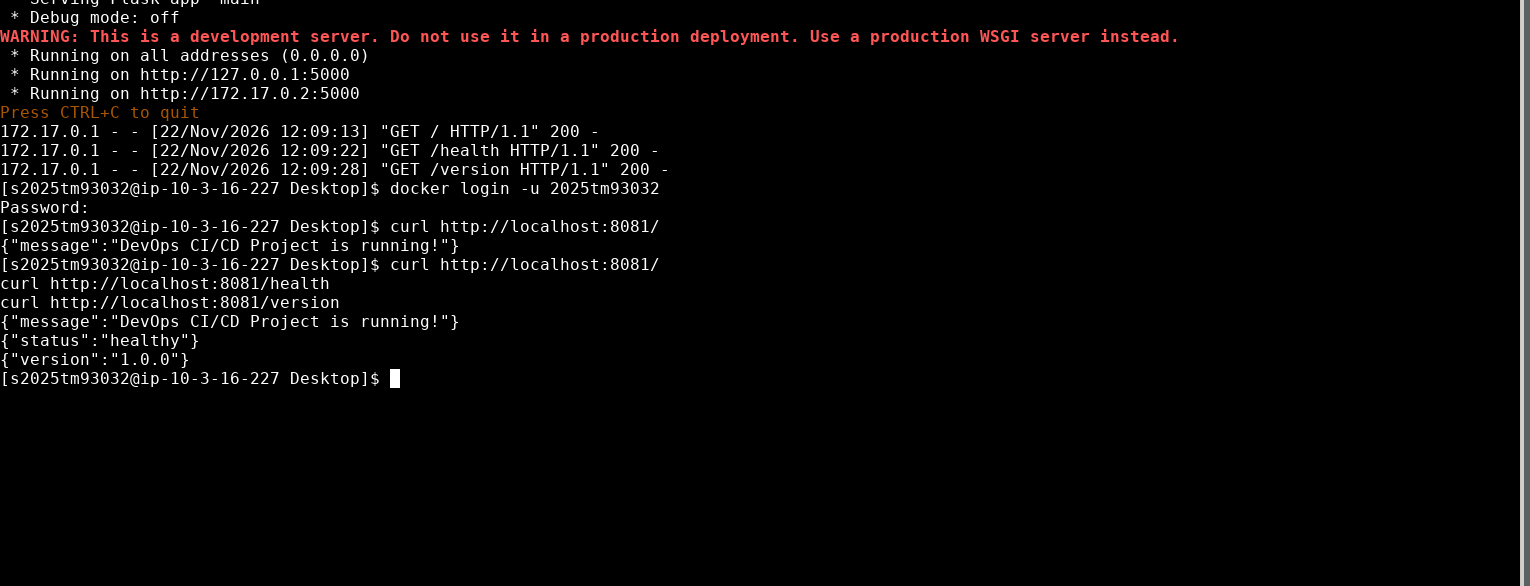 * Serving Flask app 'main'
 * Debug mode: off
WARNING: This is a development server. Do not use it in a production deployment. Use a production WSGI server instead.
 * Running on all addresses (0.0.0.0)
 * Running on http://127.0.0.1:5000
 * Running on http://172.17.0.2:5000
Press CTRL+C to quit
172.17.0.1 - - [22/Nov/2026 12:09:13] "GET / HTTP/1.1" 200 -
172.17.0.1 - - [22/Nov/2026 12:09:22] "GET /health HTTP/1.1" 200 -
172.17.0.1 - - [22/Nov/2026 12:09:28] "GET /version HTTP/1.1" 200 -
[s2025tm93032@ip-10-3-16-227 Desktop]$ docker login -u 2025tm93032
Password:
[s2025tm93032@ip-10-3-16-227 Desktop]$ curl http://localhost:8081/
{"message":"DevOps CI/CD Project is running!"}
[s2025tm93032@ip-10-3-16-227 Desktop]$ curl http://localhost:8081/
curl http://localhost:8081/health
curl http://localhost:8081/version
{"message":"DevOps CI/CD Project is running!"}
{"status":"healthy"}
{"version":"1.0.0"}
[s2025tm93032@ip-10-3-16-227 Desktop]$